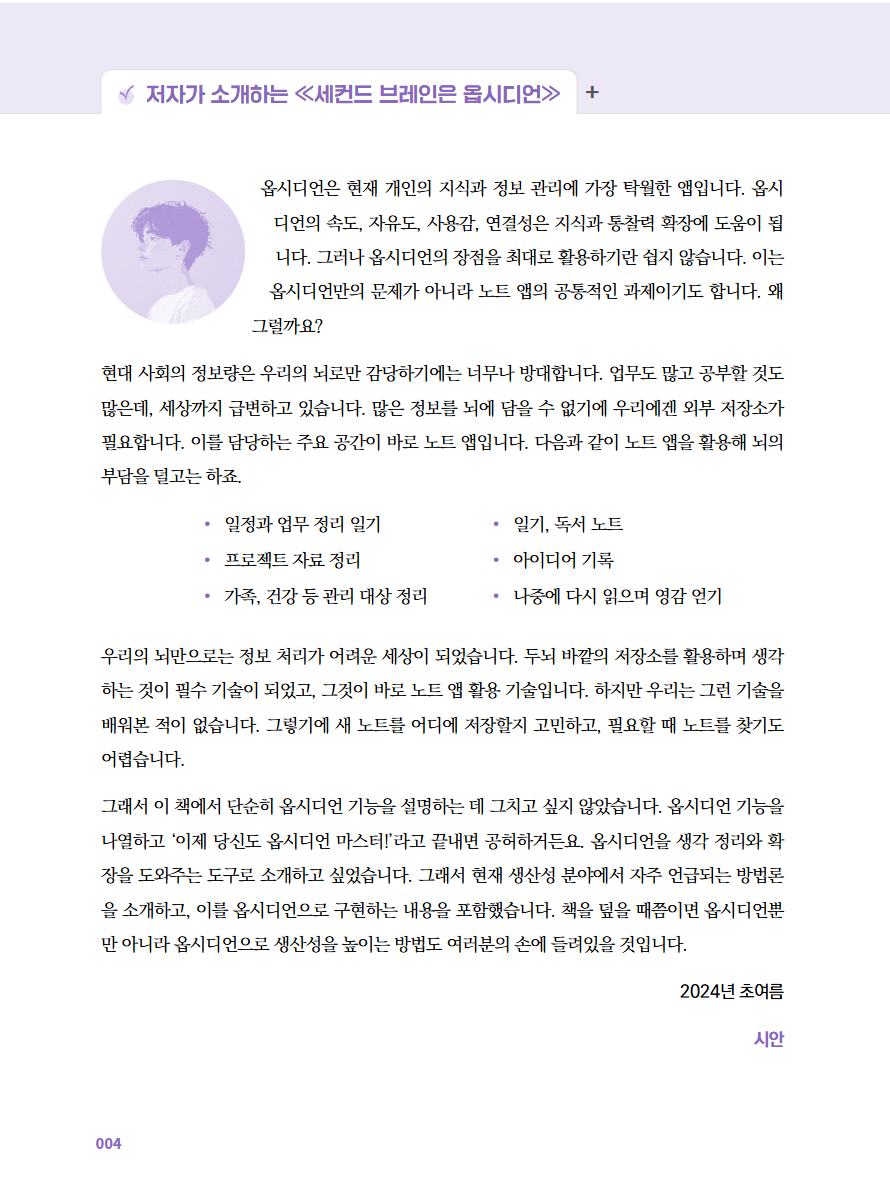 저자가 소개하는 ≪세컨드 브레인은 옵시디언≫ +
옵시디언은 현재 개인의 지식과 정보 관리에 가장 탁월한 앱입니다. 옵시
디언의 속도, 자유도, 사용감, 연결성은 지식과 통찰력 확장에 도움이 됩
니다. 그러나 옵시디언의 장점을 최대로 활용하기란 쉽지 않습니다. 이는
옵시디언만의 문제가 아니라 노트 앱의 공통적인 과제이기도 합니다. 왜
그럴까요?
현대 사회의 정보량은 우리의 뇌로만 감당하기에는 너무나 방대합니다. 업무도 많고 공부할 것도
많은데, 세상까지 급변하고 있습니다. 많은 정보를 뇌에 담을 수 없기에 우리에겐 외부 저장소가
필요합니다. 이를 담당하는 주요 공간이 바로 노트 앱입니다. 다음과 같이 노트 앱을 활용해 뇌의
부담을 덜고는 하죠.
• 일정과 업무 정리 일기
• 프로젝트 자료 정리
• 가족, 건강 등 관리 대상 정리
• 일기, 독서 노트
• 아이디어 기록
• 나중에 다시 읽으며 영감 얻기
우리의 뇌만으로는 정보 처리가 어려운 세상이 되었습니다. 두뇌 바깥의 저장소를 활용하며 생각
하는 것이 필수 기술이 되었고, 그것이 바로 노트 앱 활용 기술입니다. 하지만 우리는 그런 기술을
배워본 적이 없습니다. 그렇기에 새 노트를 어디에 저장할지 고민하고, 필요할 때 노트를 찾기도
어렵습니다.
그래서 이 책에서 단순히 옵시디언 기능을 설명하는 데 그치고 싶지 않았습니다. 옵시디언 기능을
나열하고 ‘이제 당신도 옵시디언 마스터!’라고 끝내면 공허하거든요. 옵시디언을 생각 정리와 확
장을 도와주는 도구로 소개하고 싶었습니다. 그래서 현재 생산성 분야에서 자주 언급되는 방법론
을 소개하고, 이를 옵시디언으로 구현하는 내용을 포함했습니다. 책을 덮을 때쯤이면 옵시디언뿐
만 아니라 옵시디언으로 생산성을 높이는 방법도 여러분의 손에 들려있을 것입니다.
2024년 초여름
시안
004